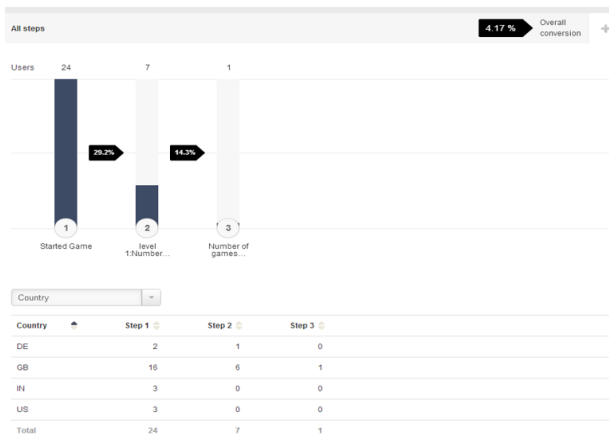 All steps
4.17 %
Overall
conversion
Users 24 7 1
29.2%
14.3%
1 2 3
Started Game
level
1:Number...
Number of
games...
Country
Country Step 1 Step 2 Step 3
DE 2 1 0
GB 16 6 1
IN 3 0 0
US 3 0 0
Total 24 7 1